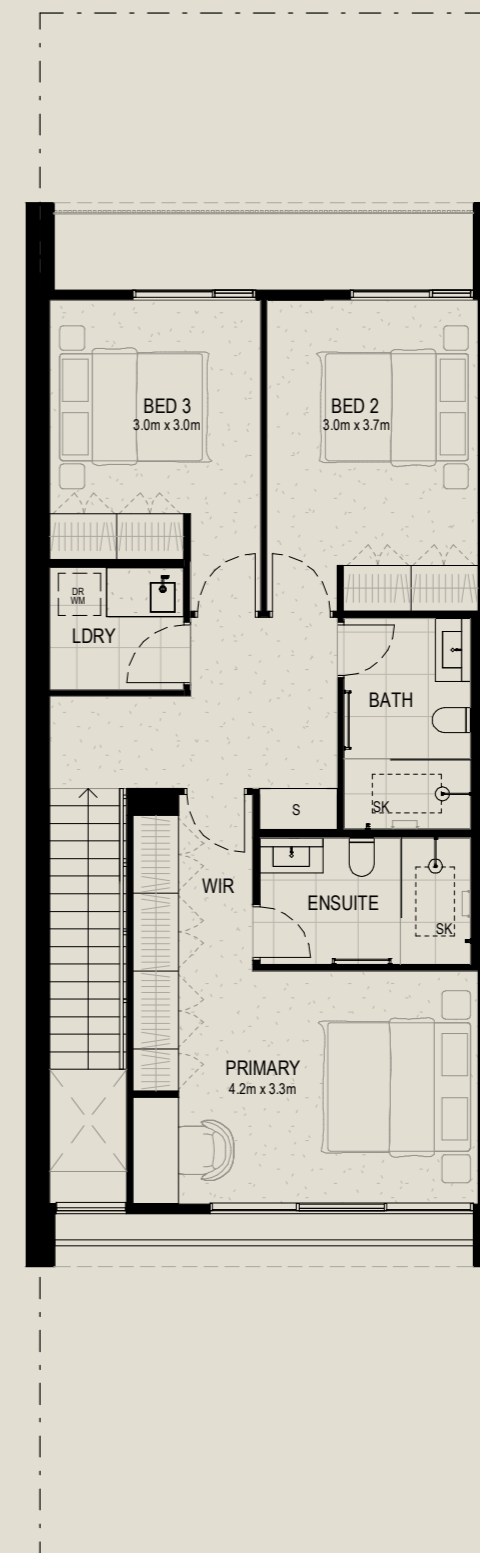 BED 3
3.0m x 3.0m
BED 2
3.0m x 3.7m
DR
WM
LDRY
BATH
SK
S
WIR
ENSUITE
SK
PRIMARY
4.2m x 3.3m